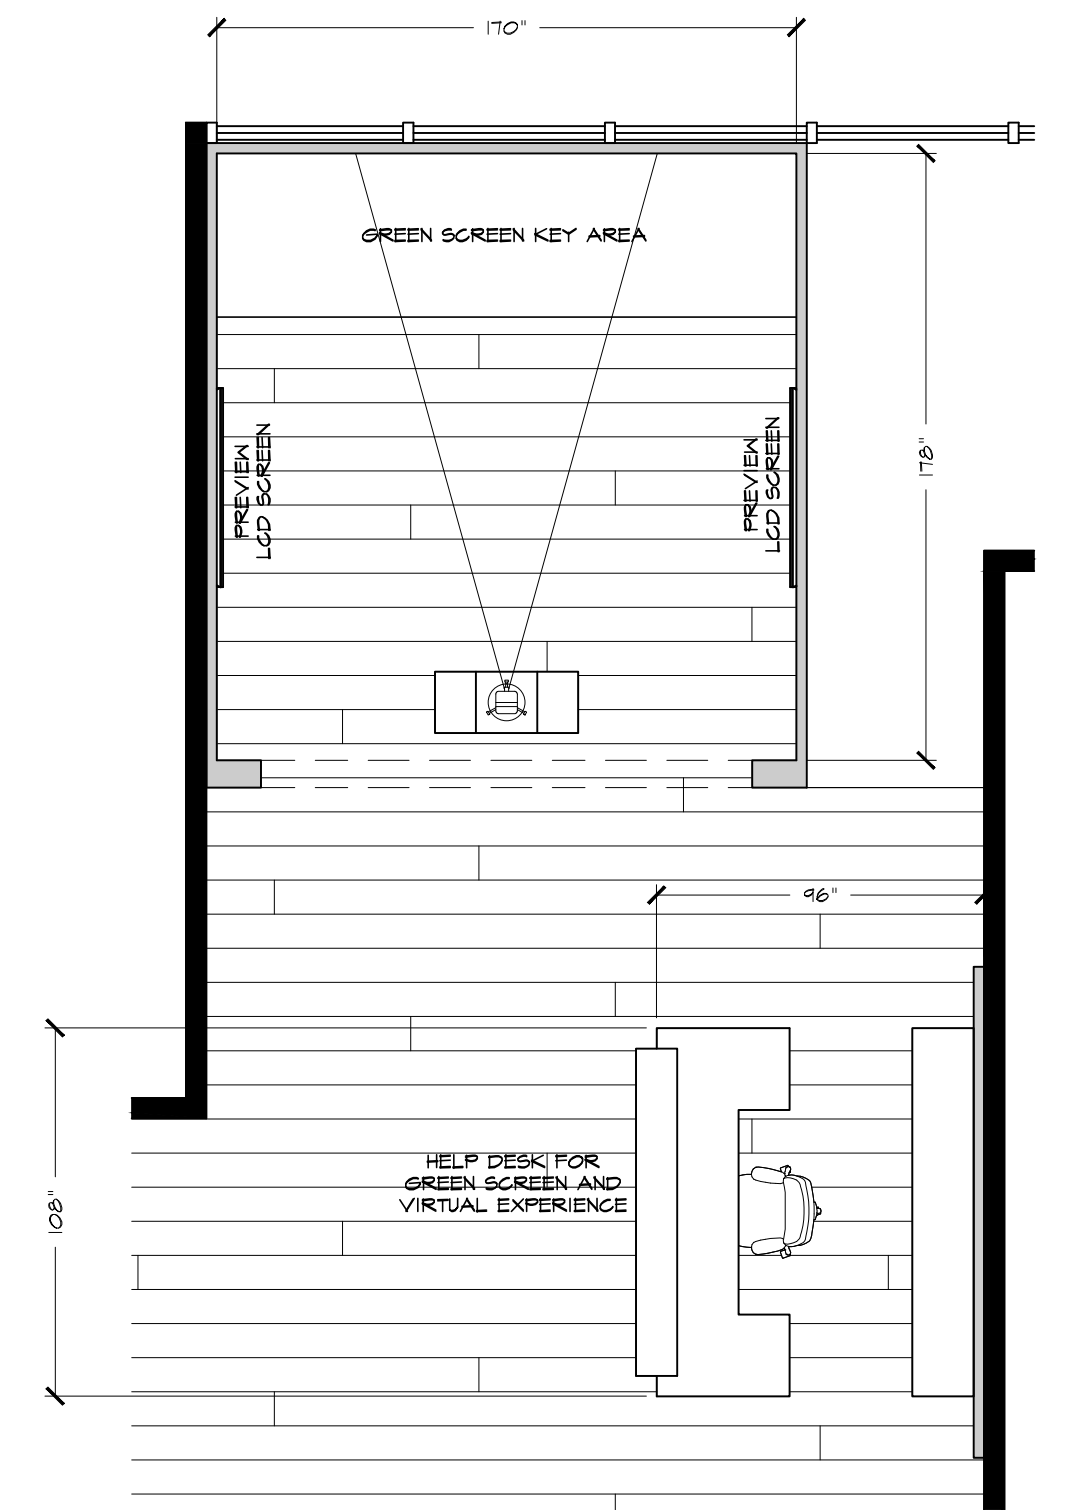 170"
GREEN SCREEN KEY AREA
PREVIEW
LCD SCREEN
PREVIEW
LCD SCREEN
178"
96"
HELP DESK FOR
GREEN SCREEN AND
VIRTUAL EXPERIENCE
108"